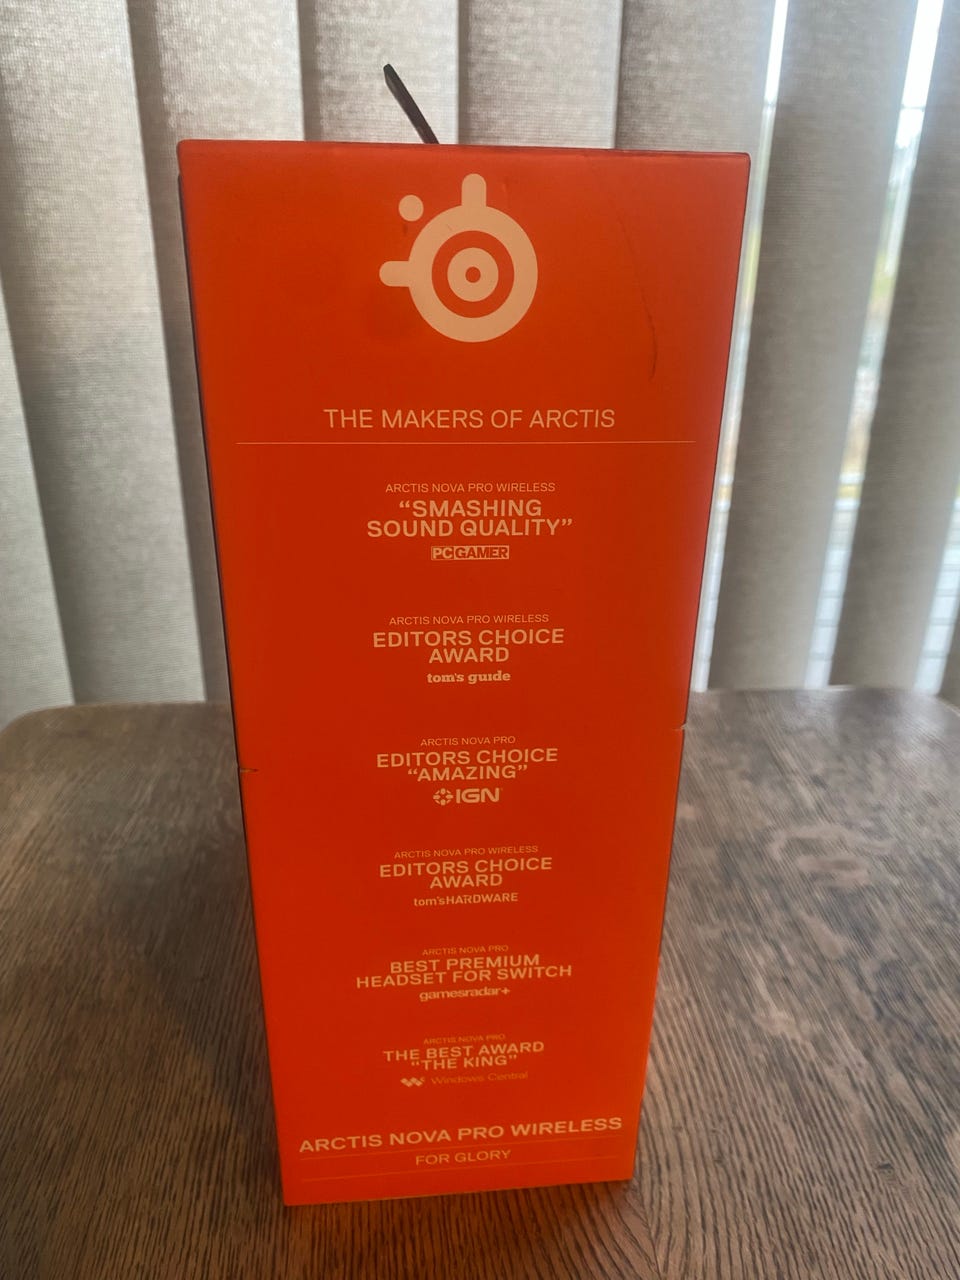 THE MAKERS OF ARCTIS
ARCTIS NOVA PRO WIRELESS
“SMASHING
SOUND QUALITY”
PC GAMER
ARCTIS NOVA PRO WIRELESS
EDITORS CHOICE
AWARD
tom's guide
ARCTIS NOVA PRO
EDITORS CHOICE
“AMAZING”
IGN
ARCTIS NOVA PRO WIRELESS
EDITORS CHOICE
AWARD
tom'sHARDWARE
ARCTIS NOVA PRO
BEST PREMIUM
HEADSET FOR SWITCH
gamesradar+
ARCTIS NOVA PRO
THE BEST AWARD
“THE KING”
Windows Central
ARCTIS NOVA PRO WIRELESS
FOR GLORY